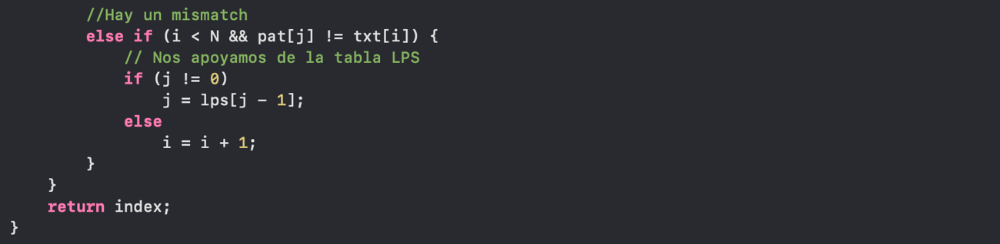 //Hay un mismatch
else if (i < N && pat[j] != txt[i]) {
// Nos apoyamos de la tabla LPS
if (j != 0)
j = lps[j - 1];
else
i = i + 1;
}
}
return index;
}